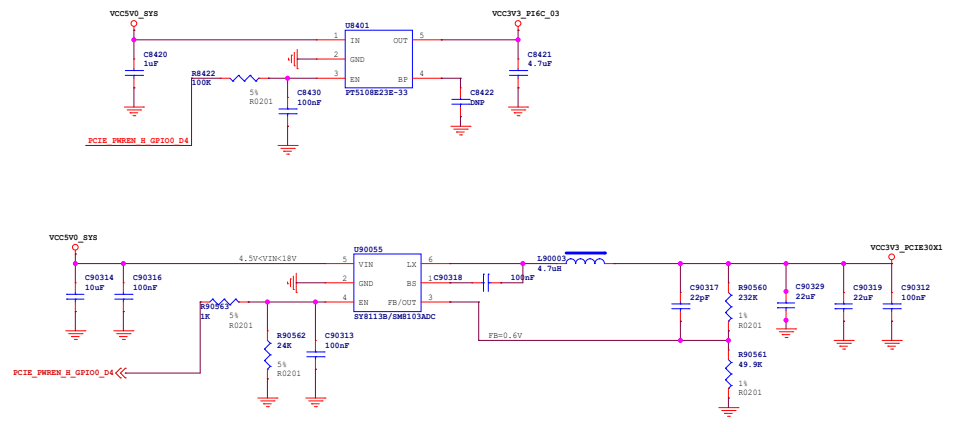 VCC5V0_SYS
VCC3V3_PI6C_03
U8401
1 IN OUT 5
2 GND
3 EN BP 4
PT5108E23E-33
C8420
1uF
C8421
4.7uF
R8422
100K
5%
R0201
C8430
100nF
C8422
DNP
PCIE_PWREN_H_GPIO0_D4
VCC5V0_SYS
VCC3V3_PCIE30X1
U90055
4.5V<VIN<18V
5 VIN LX 6
2 GND BS 1
4 EN FB/OUT 3
SY8113B/SM8103ADC
C90314
10uF
C90316
100nF
C90318
100nF
L90003
4.7uH
C90317
22pF
R90560
232K
1%
R0201
C90329
22uF
C90319
22uF
C90312
100nF
R90563
1K
5%
R0201
R90562
24K
5%
R0201
C90313
100nF
FB=0.6V
R90561
49.9K
1%
R0201
PCIE_PWREN_H_GPIO0_D4